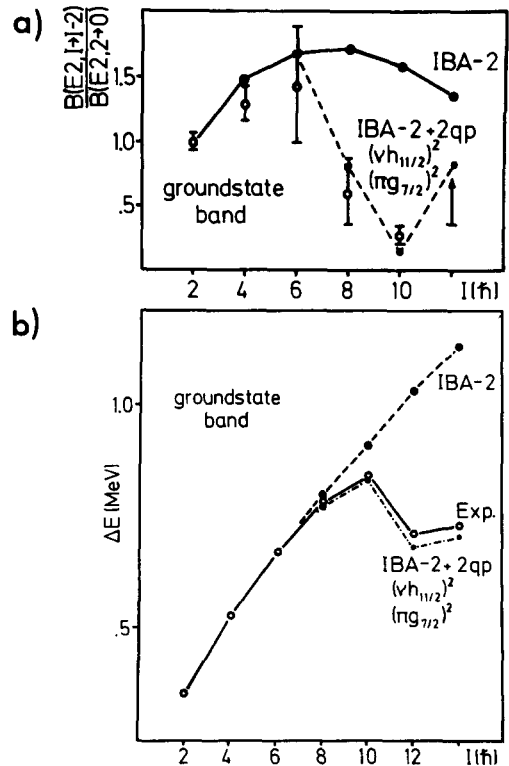 a)
B(E2,I→I-2)
B(E2,2→0)
1.5
1.0
.5
IBA-2
IBA-2+2qp
(νh₁₁/₂)²
(πg₇/₂)²
groundstate
band
2 4 6 8 10 I(ħ)
b)
ΔE (MeV)
1.0
.5
groundstate
band
IBA-2
Exp.
IBA-2+2qp
(νh₁₁/₂)²
(πg₇/₂)²
2 4 6 8 10 12 I(ħ)